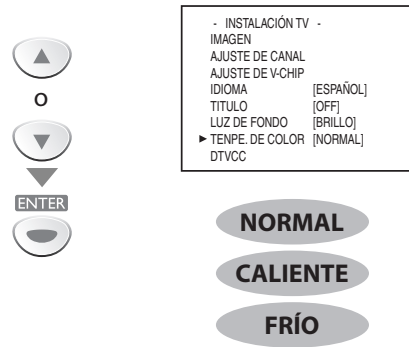 - INSTALACIÓN TV -
IMAGEN
AJUSTE DE CANAL
AJUSTE DE V-CHIP
IDIOMA [ESPAÑOL]
TITULO [OFF]
LUZ DE FONDO [BRILLO]
►TENPE. DE COLOR [NORMAL]
DTVCC
O
ENTER
NORMAL
CALIENTE
FRÍO